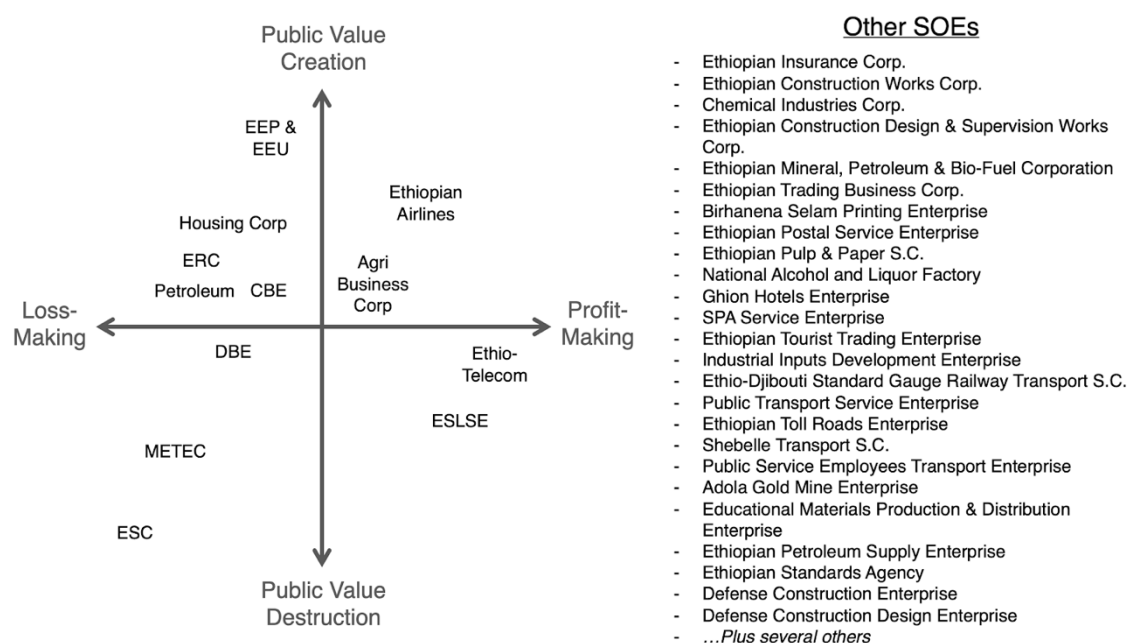 Public Value
Creation
EEP &
EEU
Ethiopian
Airlines
Housing Corp
ERC
Agri
Business
Corp
Petroleum
CBE
Loss-
Making
Profit-
Making
DBE
Ethio-
Telecom
ESLSE
METEC
ESC
Public Value
Destruction
Other SOEs
- Ethiopian Insurance Corp.
- Ethiopian Construction Works Corp.
- Chemical Industries Corp.
- Ethiopian Construction Design & Supervision Works
Corp.
- Ethiopian Mineral, Petroleum & Bio-Fuel Corporation
- Ethiopian Trading Business Corp.
- Birhanena Selam Printing Enterprise
- Ethiopian Postal Service Enterprise
- Ethiopian Pulp & Paper S.C.
- National Alcohol and Liquor Factory
- Ghion Hotels Enterprise
- SPA Service Enterprise
- Ethiopian Tourist Trading Enterprise
- Industrial Inputs Development Enterprise
- Ethio-Djibouti Standard Gauge Railway Transport S.C.
- Public Transport Service Enterprise
- Ethiopian Toll Roads Enterprise
- Shebelle Transport S.C.
- Public Service Employees Transport Enterprise
- Adola Gold Mine Enterprise
- Educational Materials Production & Distribution
Enterprise
- Ethiopian Petroleum Supply Enterprise
- Ethiopian Standards Agency
- Defense Construction Enterprise
- Defense Construction Design Enterprise
- …Plus several others